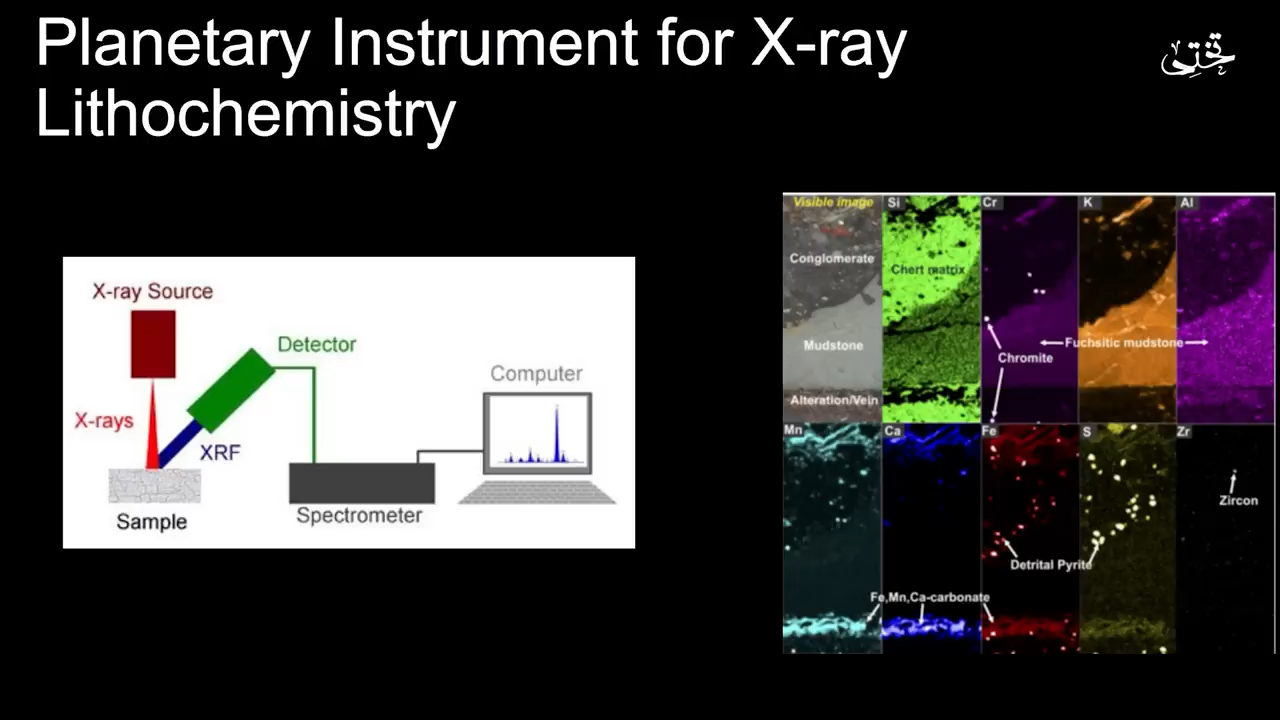 Planetary Instrument for X-ray
Lithochemistry
تختخ
X-ray Source
Detector
Computer
X-rays
XRF
Sample
Spectrometer
Visible image
Si
Cr
K
Al
Conglomerate
Chert matrix
Mudstone
Fuchsitic mudstone
Chromite
Alteration/Vein
Mn
Ca
Fe
S
Zr
Zircon
Detrital Pyrite
Fe,Mn,Ca-carbonate